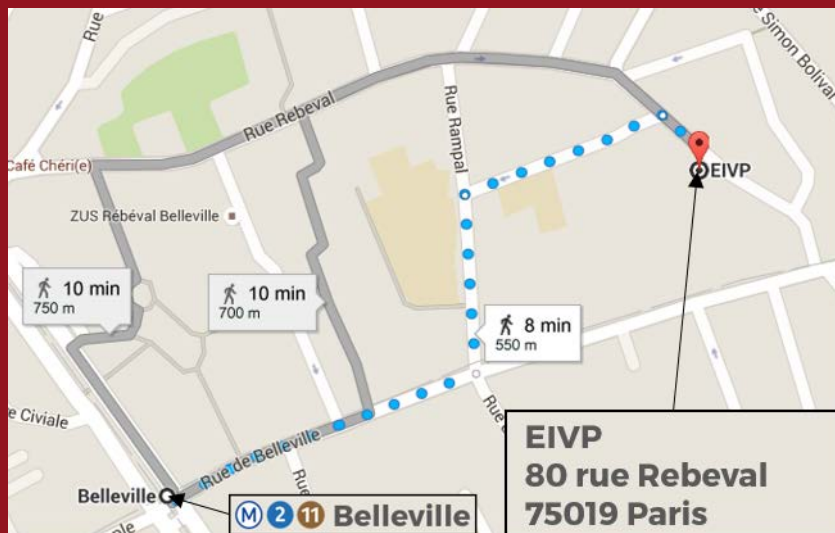 Rue
Simon Bolivar
Rue Rebeval
Rue Rampal
Café Chéri(e)
EIVP
ZUS Rébéval Belleville
10 min
750 m
10 min
700 m
8 min
550 m
Civiale
Rue de Belleville
Rue
Rue
Belleville
M 2 11 Belleville
EIVP
80 rue Rebeval
75019 Paris